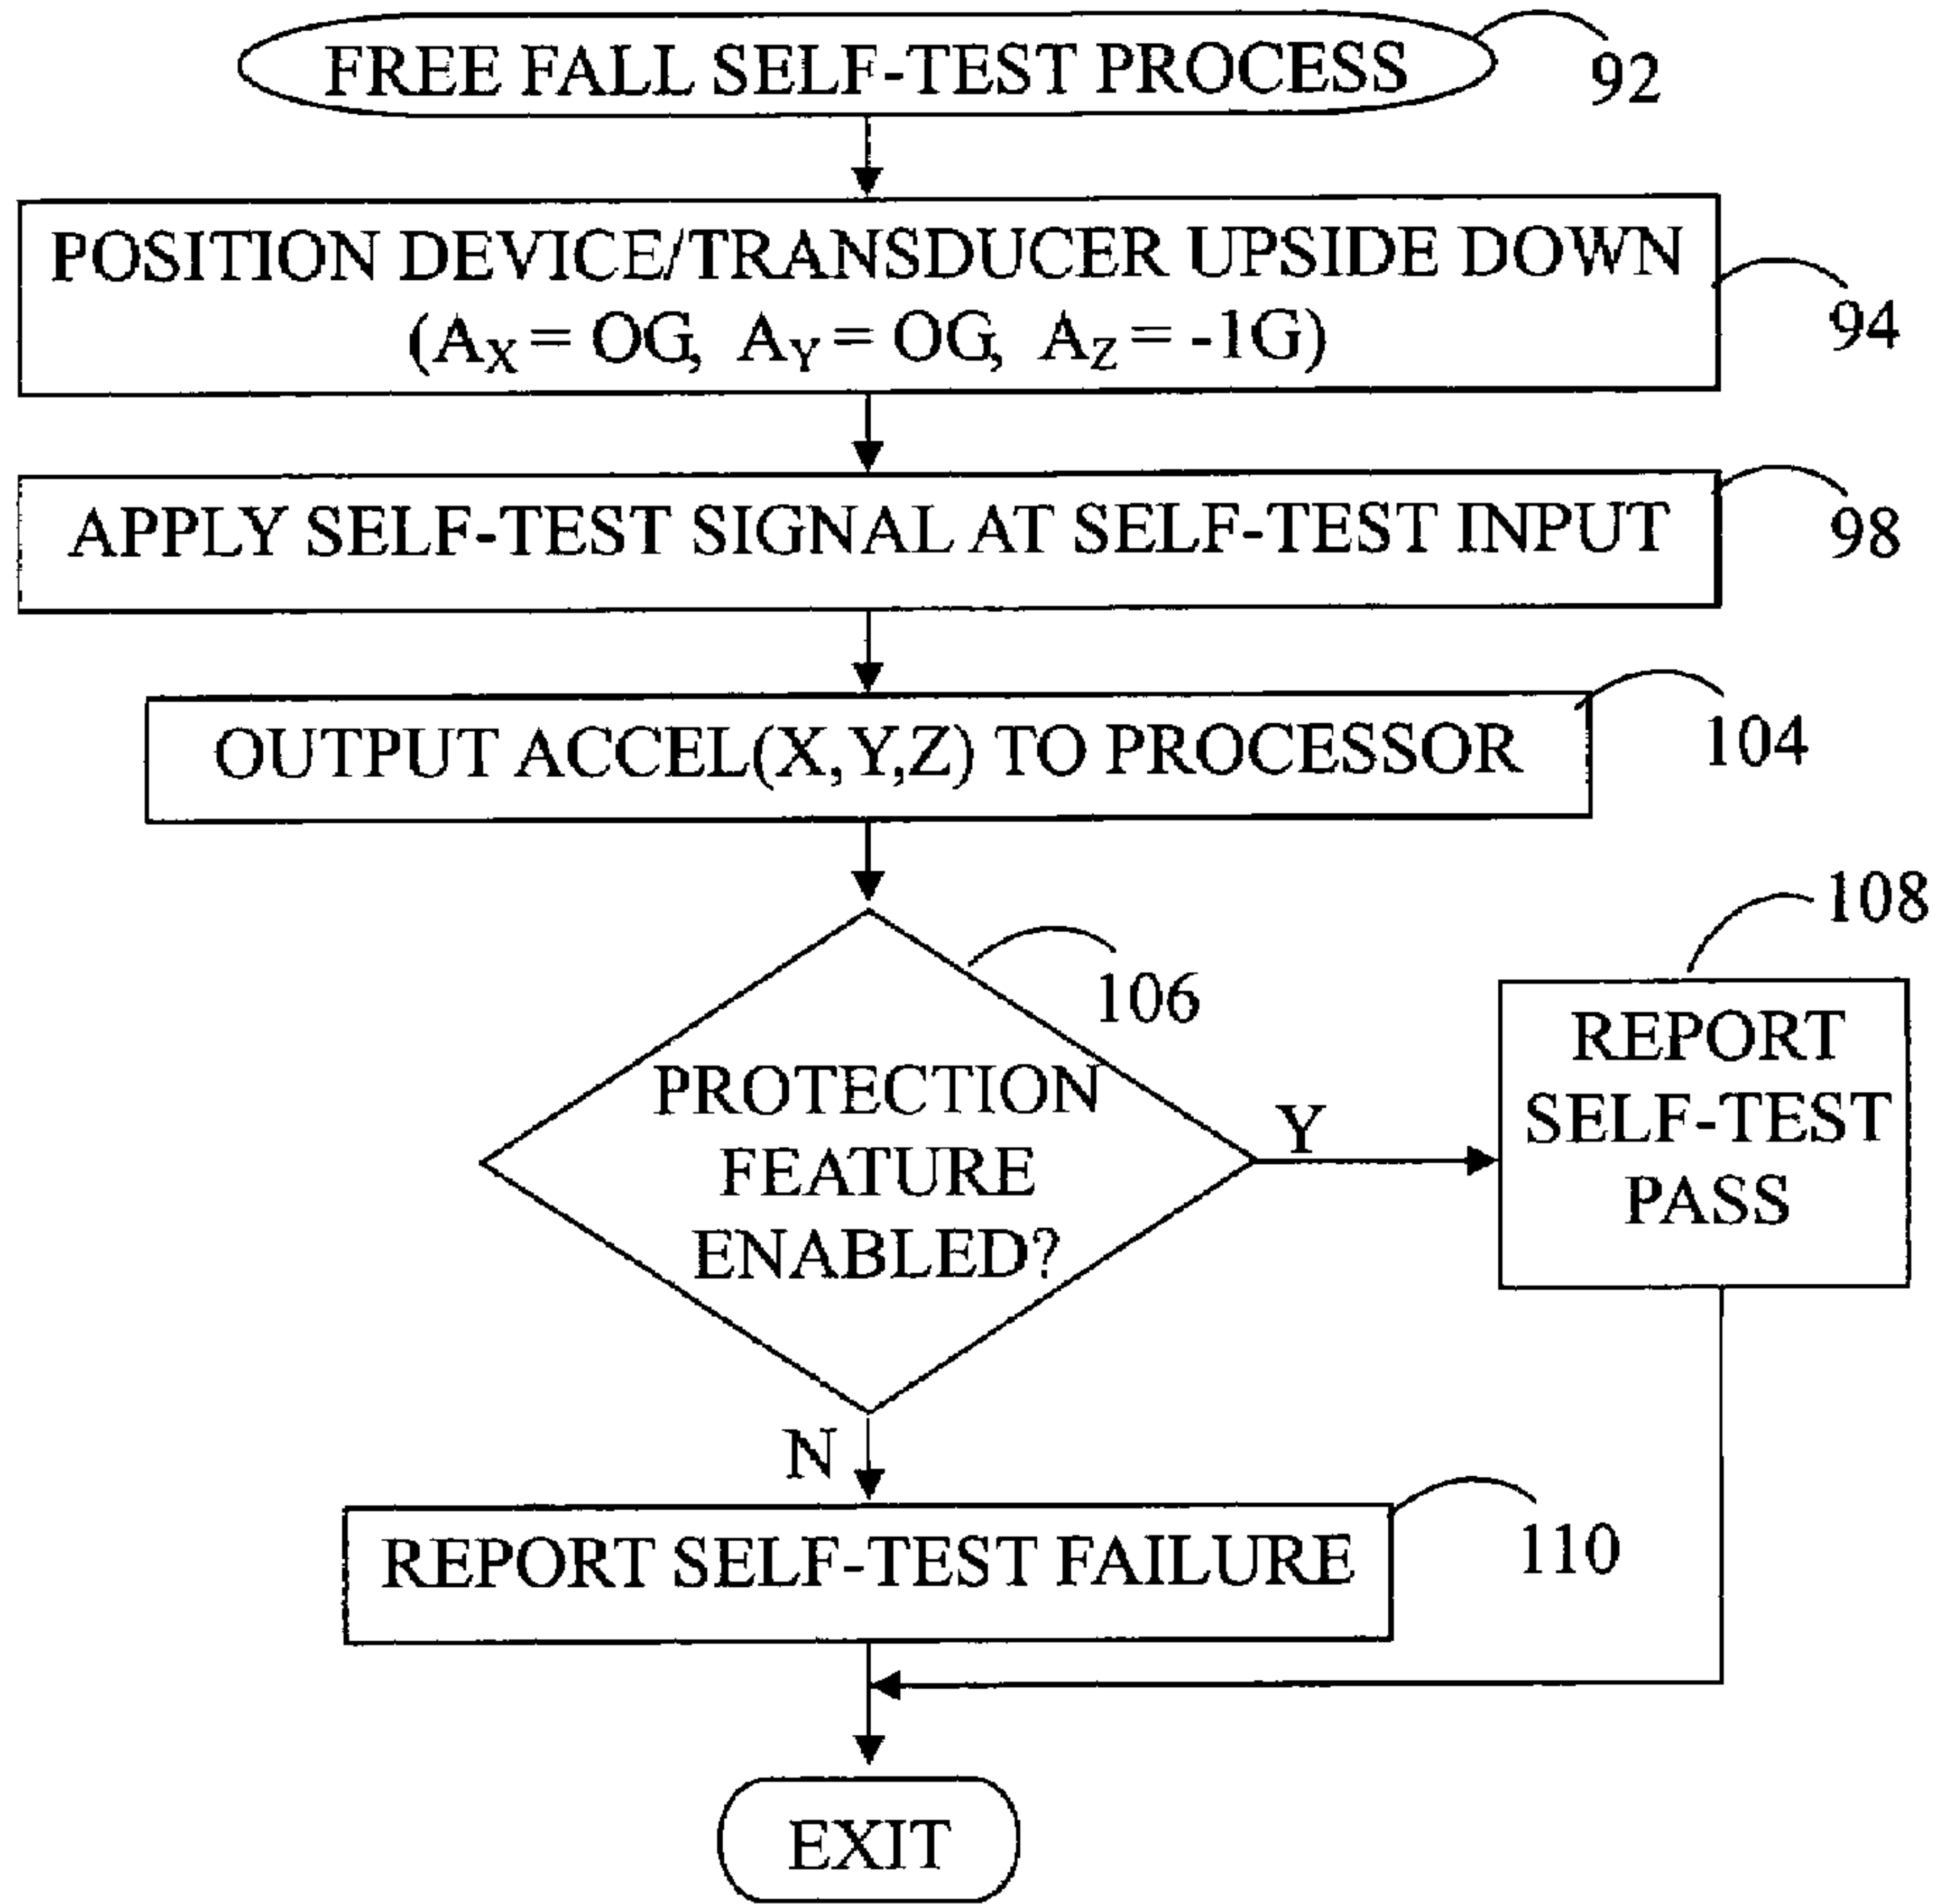 FREE FALL SELF-TEST PROCESS
92
POSITION DEVICE/TRANSDUCER UPSIDE DOWN
(AX = OG, AY = OG, AZ = -1G)
94
APPLY SELF-TEST SIGNAL AT SELF-TEST INPUT
98
OUTPUT ACCEL(X,Y,Z) TO PROCESSOR
104
PROTECTION
FEATURE
ENABLED?
106
Y
108
REPORT
SELF-TEST
PASS
N
REPORT SELF-TEST FAILURE
110
EXIT